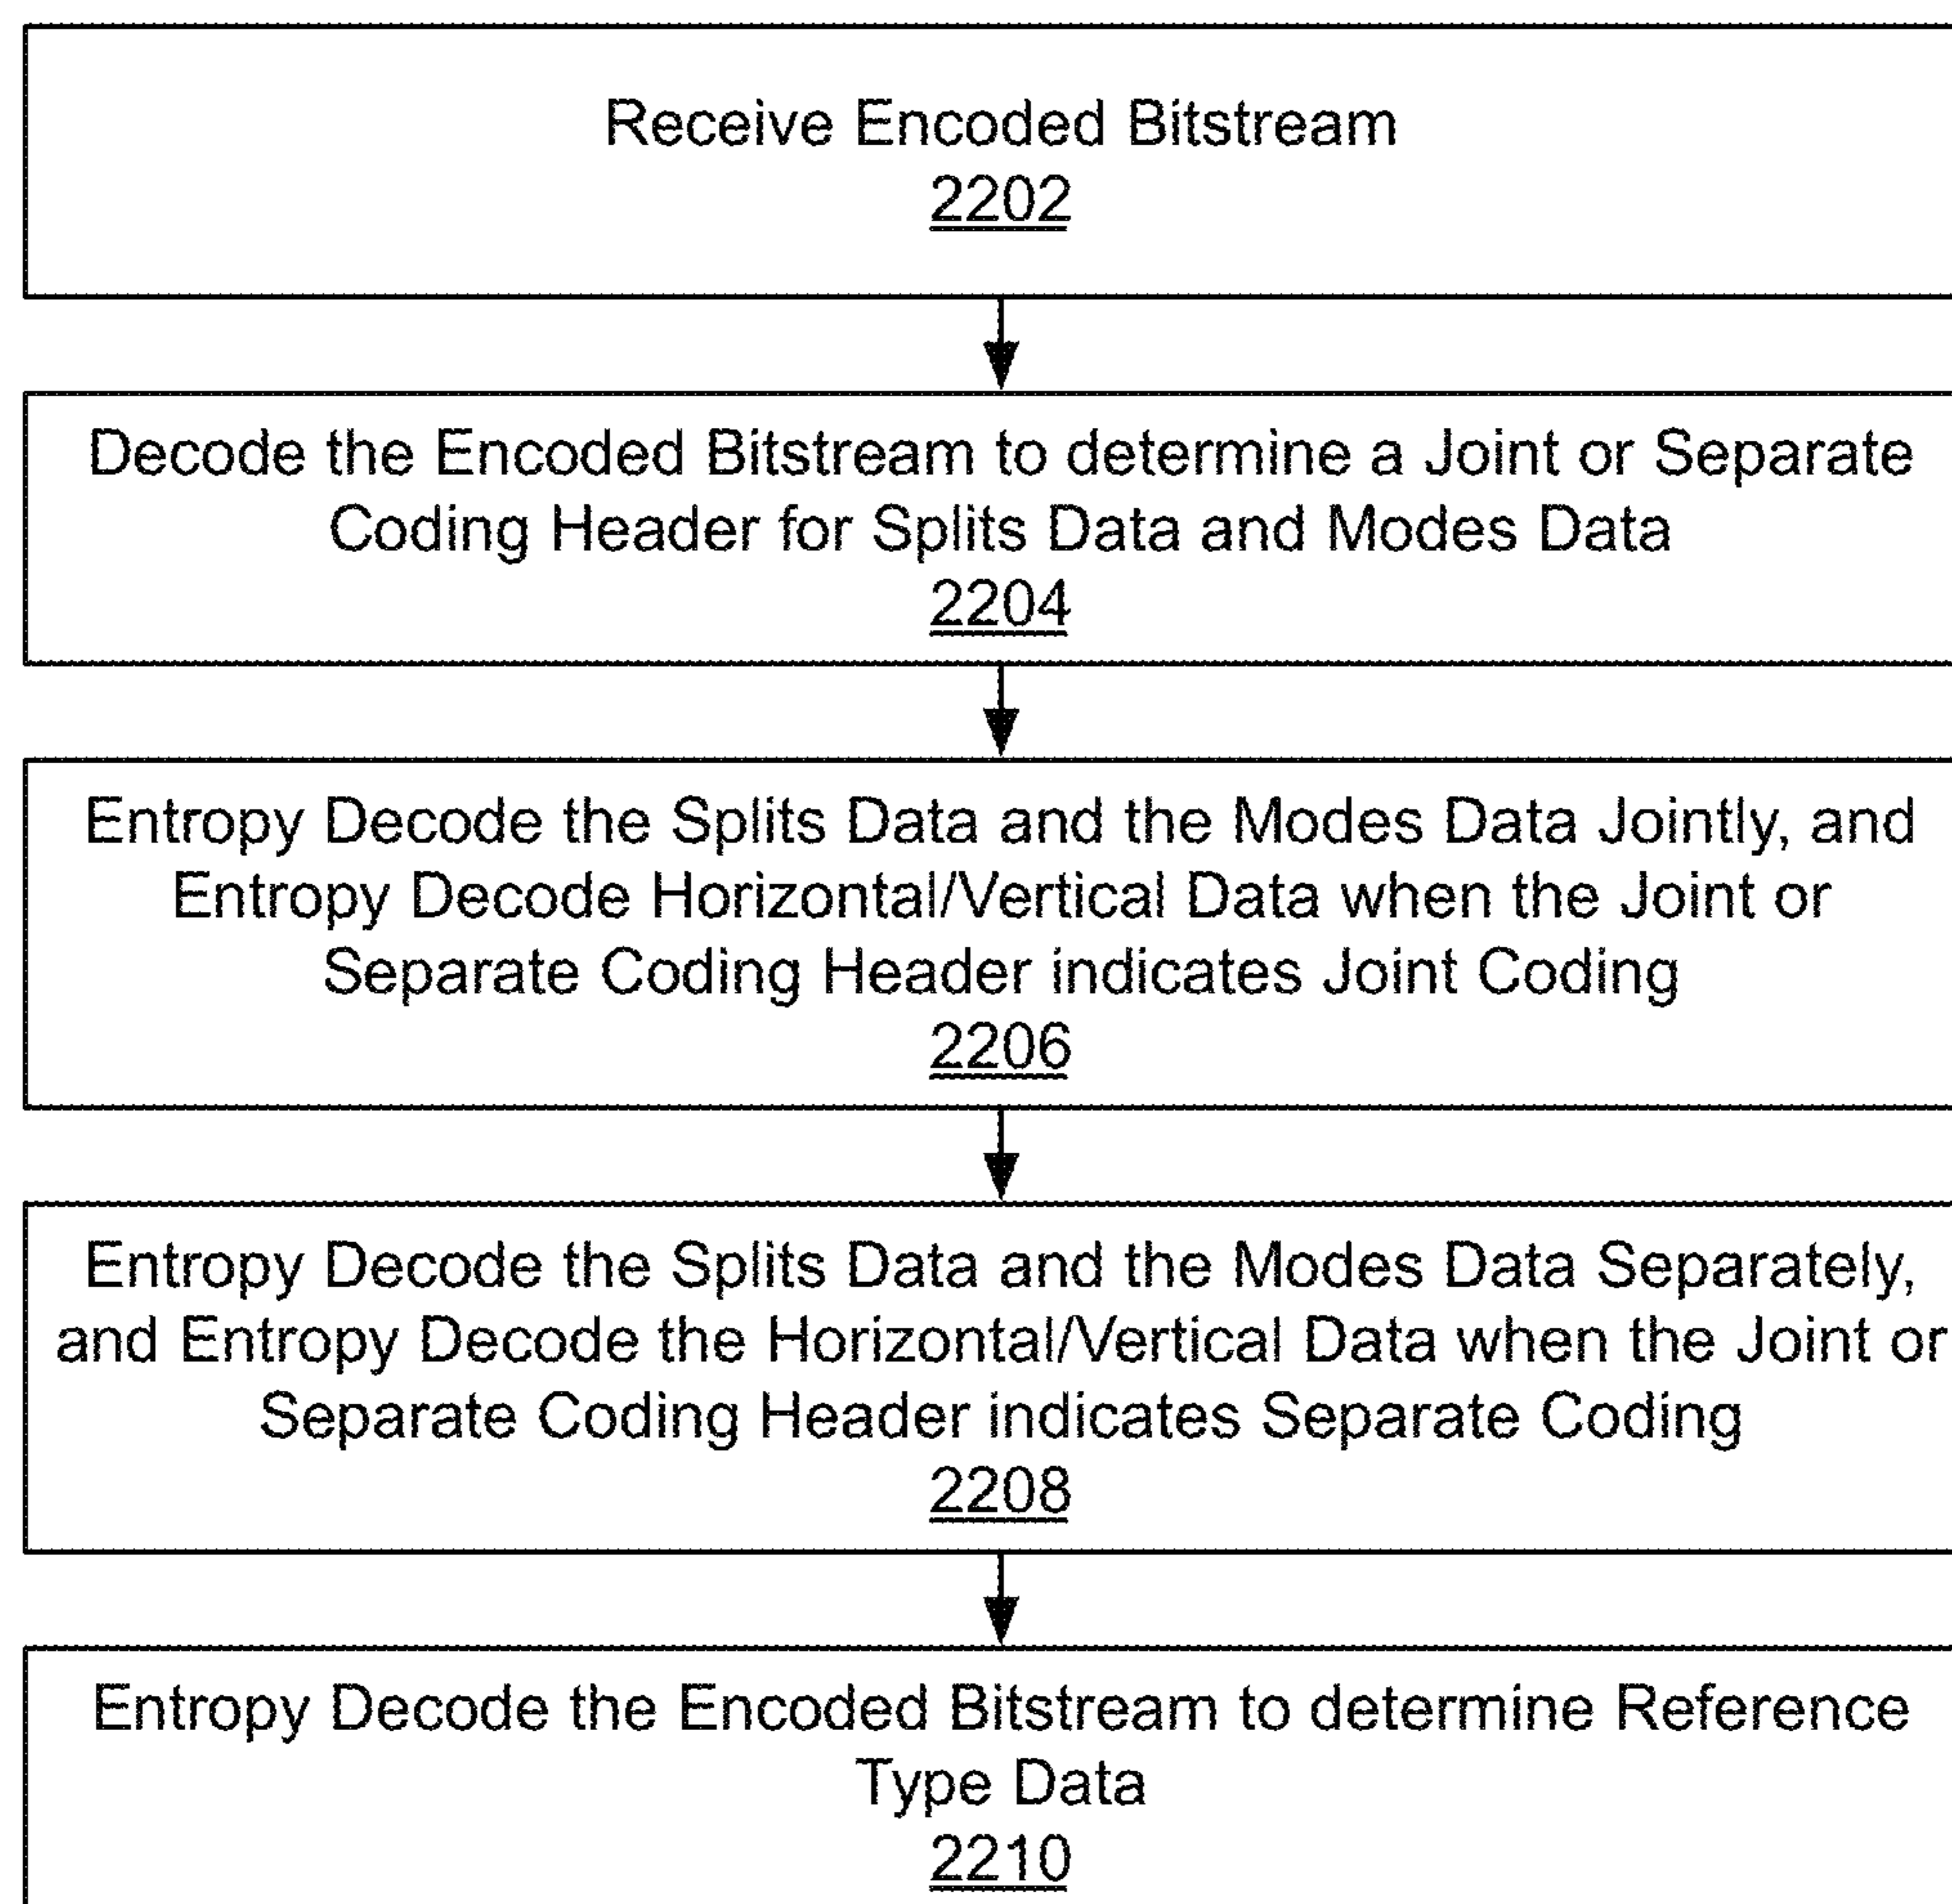 Receive Encoded Bitstream
2202
Decode the Encoded Bitstream to determine a Joint or Separate
Coding Header for Splits Data and Modes Data
2204
Entropy Decode the Splits Data and the Modes Data Jointly, and
Entropy Decode Horizontal/Vertical Data when the Joint or
Separate Coding Header indicates Joint Coding
2206
Entropy Decode the Splits Data and the Modes Data Separately,
and Entropy Decode the Horizontal/Vertical Data when the Joint or
Separate Coding Header indicates Separate Coding
2208
Entropy Decode the Encoded Bitstream to determine Reference
Type Data
2210